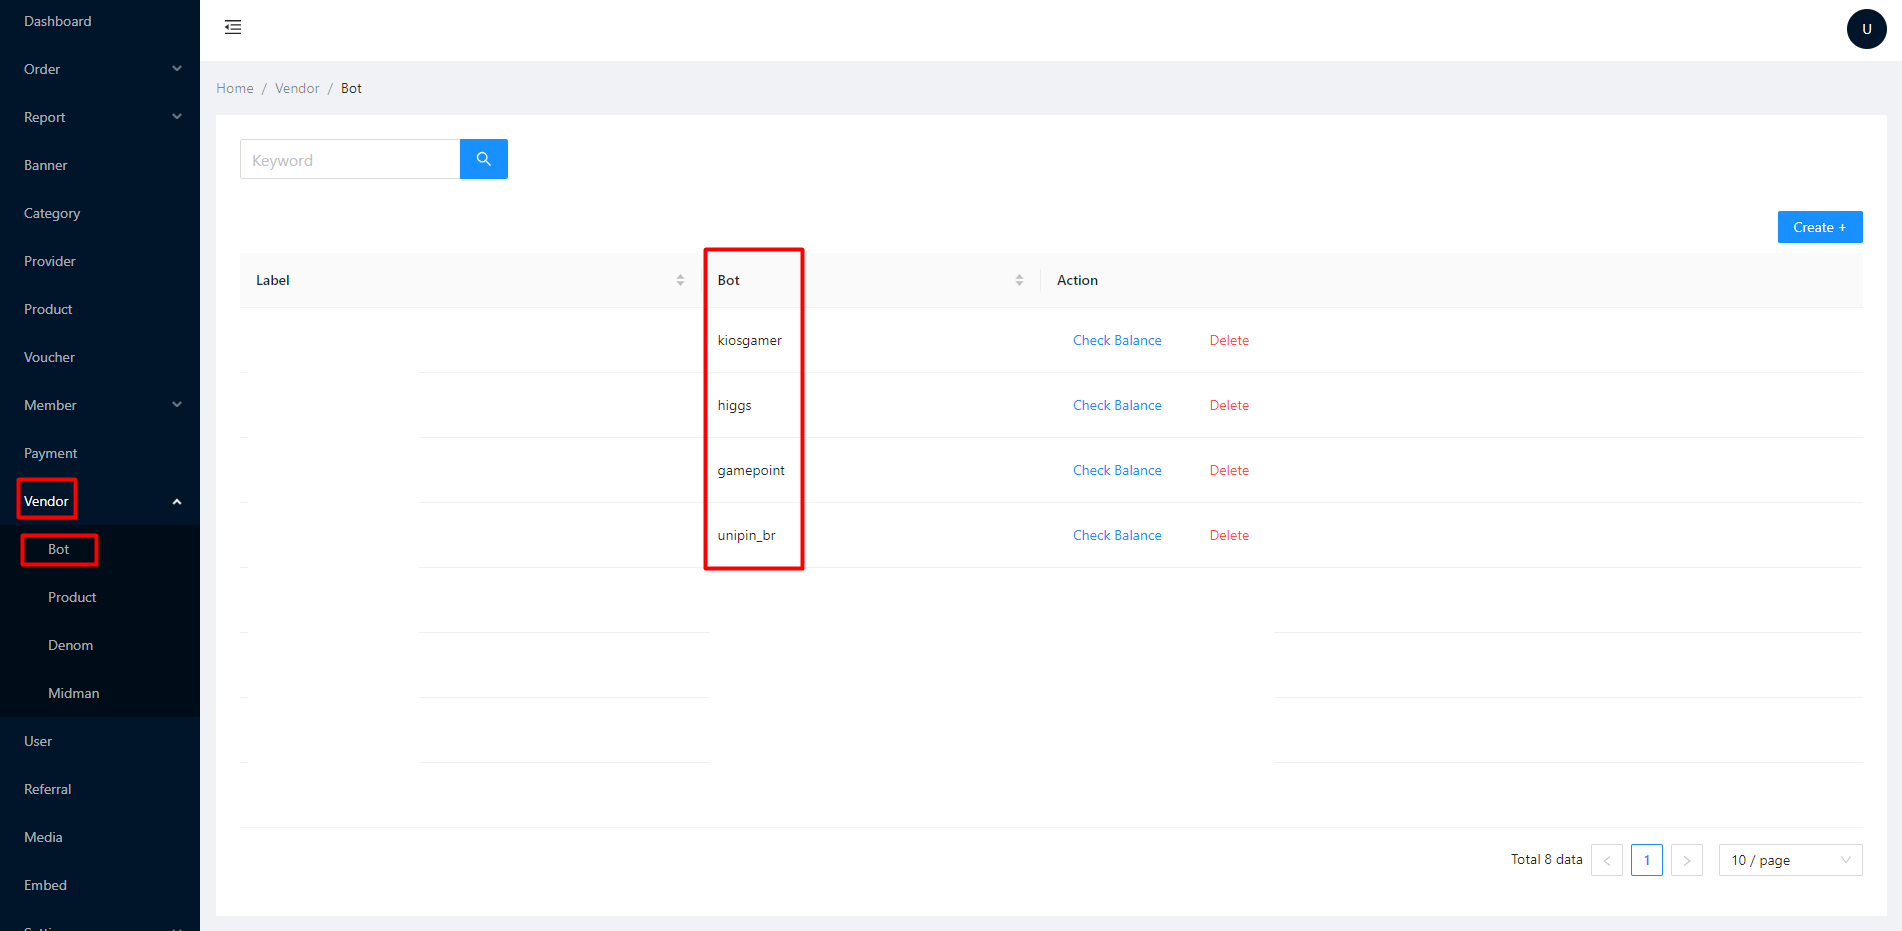 Dashboard
Order
Report
Banner
Category
Provider
Product
Voucher
Member
Payment
Vendor
Bot
Product
Denom
Midman
User
Referral
Media
Embed
U
Home / Vendor / Bot
Keyword
Create +
Label Bot Action
kiosgamer Check Balance Delete
higgs Check Balance Delete
gamepoint Check Balance Delete
unipin_br Check Balance Delete
Total 8 data < 1 > 10 / page